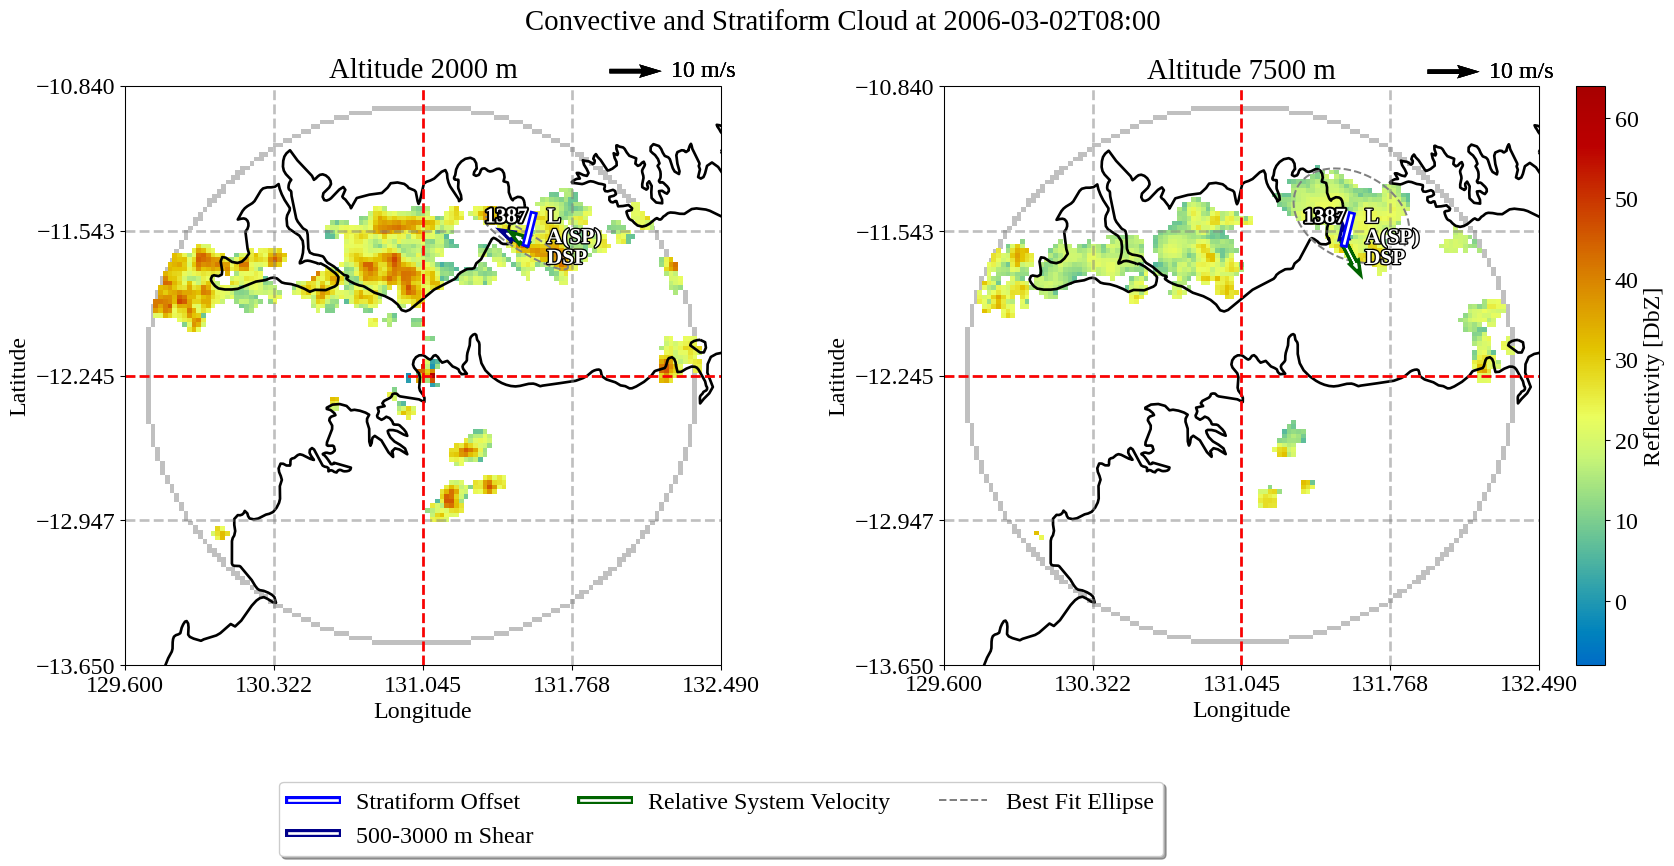 Convective and Stratiform Cloud at 2006-03-02T08:00
Altitude 2000 m
10 m/s
−10.840
−11.543
−12.245
−12.947
−13.650
129.600
130.322
131.045
131.768
132.490
Latitude
Longitude
1387
L
A(SP)
DSP
Altitude 7500 m
10 m/s
−10.840
−11.543
−12.245
−12.947
−13.650
129.600
130.322
131.045
131.768
132.490
Latitude
Longitude
1387
L
A(SP)
DSP
60
50
40
30
20
10
0
Reflectivity [DbZ]
Stratiform Offset
Relative System Velocity
Best Fit Ellipse
500-3000 m Shear